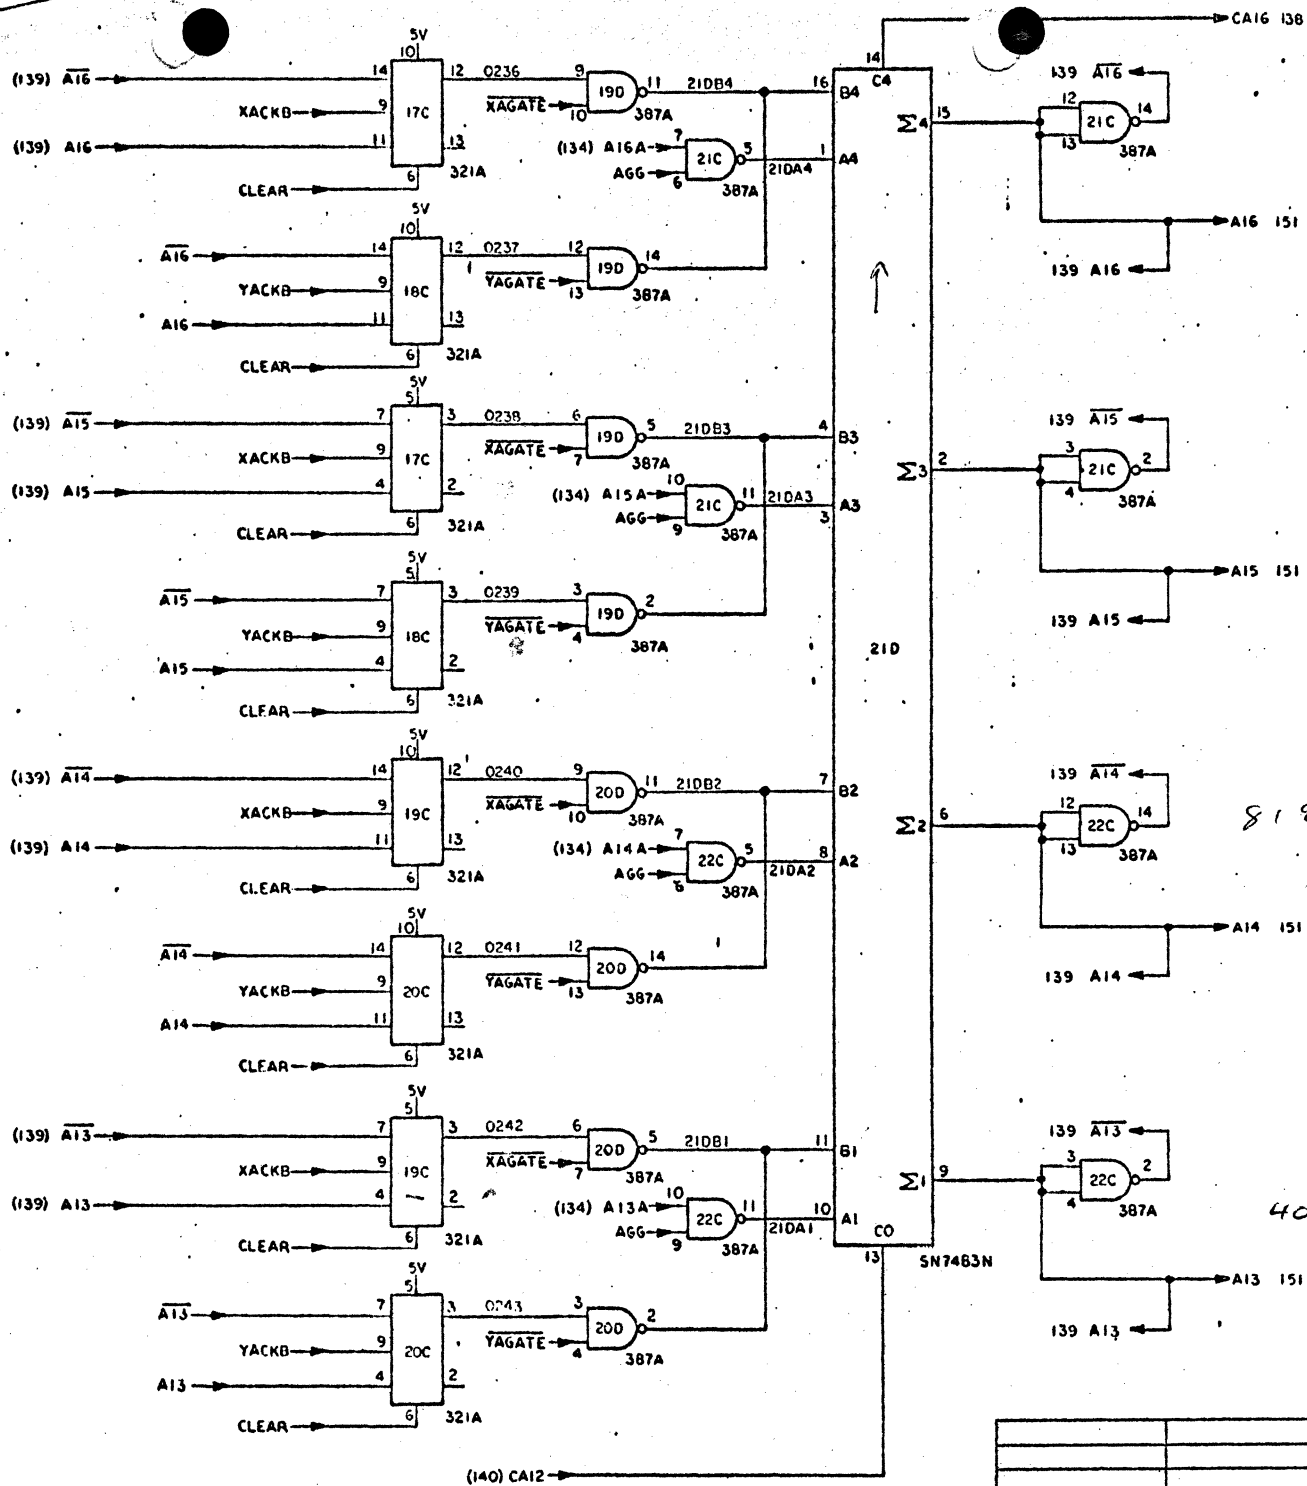 CA16 138
5V
(139) A16 14 10 12 0236 9 11 21DB4 16 B4 14 C4
XACKB 9 17C XAGATE 10 19D 387A
(139) A16 11 13 321A
CLEAR 6
(134) A16A 7 21C 5 21DA4 1 A4
AGG 6 387A
Σ4 15 12 13 21C 14 387A
139 A16
A16 151
139 A16
5V
A16 14 10 12 0237 12 19D 14 387A
YACKB 9 18C YAGATE 13
A16 11 13 321A
CLEAR 6
5V
(139) A15 7 5 3 0238 6 19D 5 21DB3 4 B3
XACKB 9 17C XAGATE 7 387A
(139) A15 4 2 321A
CLEAR 6
(134) A15A 10 21C 11 21DA3 3 A3
AGG 9 387A
Σ3 2 3 4 21C 2 387A
139 A15
A15 151
139 A15
5V
A15 7 5 3 0239 3 19D 2 387A
YACKB 9 18C YAGATE 4
A15 4 2 321A
CLEAR 6
21D
5V
(139) A14 14 10 12 0240 9 20D 11 21DB2 7 B2
XACKB 9 19C XAGATE 10 387A
(139) A14 11 13 321A
CLEAR 6
(134) A14A 7 22C 5 21DA2 8 A2
AGG 6 387A
Σ2 6 12 13 22C 14 387A
139 A14
81
A14 151
139 A14
5V
A14 14 10 12 0241 12 20D 14 387A
YACKB 9 20C YAGATE 13
A14 11 13 321A
CLEAR 6
5V
(139) A13 7 5 3 0242 6 20D 5 21DB1 11 B1
XACKB 9 19C XAGATE 7 387A
(139) A13 4 2 321A
CLEAR 6
(134) A13A 10 22C 11 21DA1 10 A1
AGG 9 387A
Σ1 9 3 4 22C 2 387A
139 A13
40
A13 151
139 A13
C0 13 SN7483N
5V
A13 7 5 3 0243 3 20D 2 387A
YACKB 9 20C YAGATE 4
A13 4 2 321A
CLEAR 6
(140) CA12